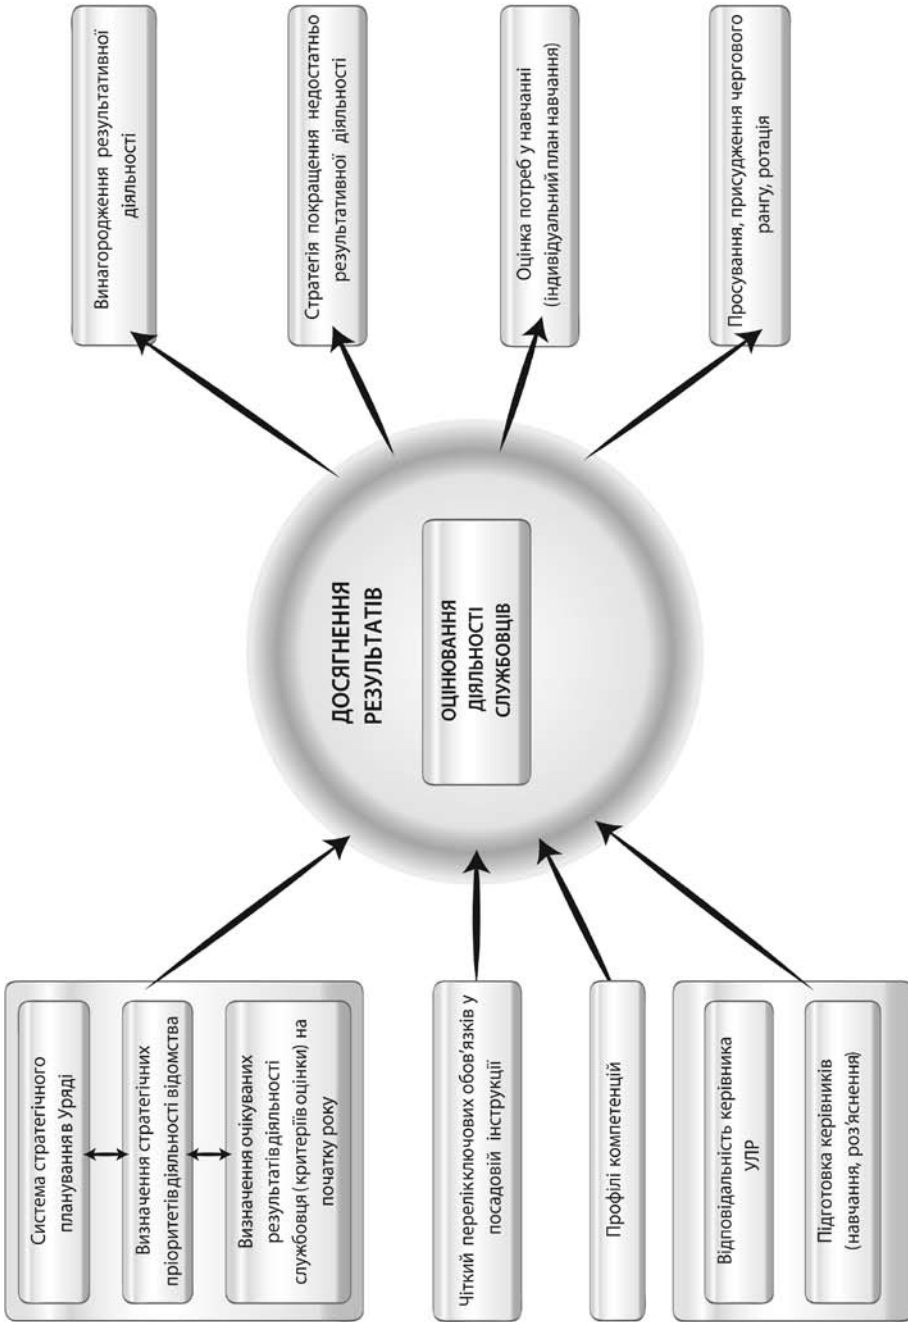 Система стратегічного
планування в Уряді
Визначення стратегічних
пріоритетів діяльності відомства
Визначення очікуваних
результатів діяльності
службовця (критеріїв оцінки) на
початку року
Чіткий перелік ключових обов’язків у
посадовій інструкції
Профілі компетенцій
Відповідальність керівника
УЛР
Підготовка керівників
(навчання, роз’яснення)
ДОСЯГНЕННЯ
РЕЗУЛЬТАТІВ
ОЦІНЮВАННЯ
ДІЯЛЬНОСТІ
СЛУЖБОВЦІВ
Винагородження результативної
діяльності
Стратегія покращення недостатньо
результативної діяльності
Оцінка потреб у навчанні
(індивідуальний план навчання)
Просування, присудження чергового
рангу, ротація